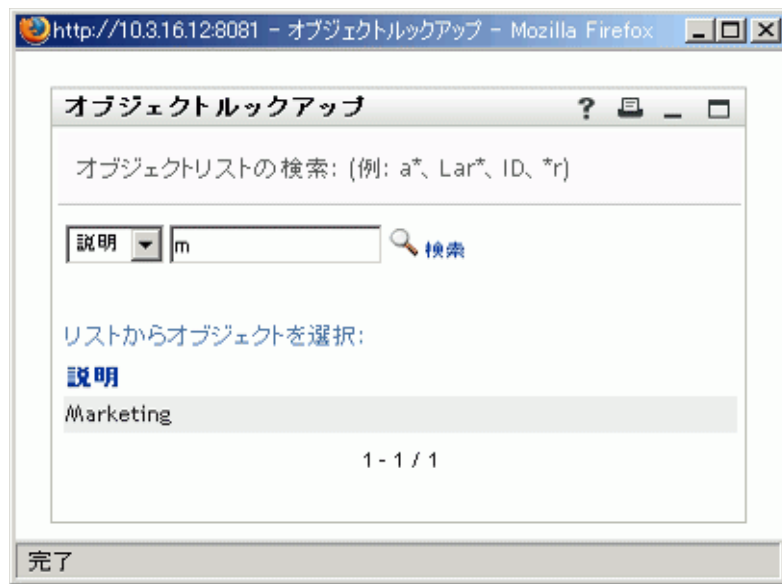 http://10.3.16.12:8081 - オブジェクトルックアップ - Mozilla Firefox
オブジェクトルックアップ ?
オブジェクトリストの検索: (例: a*、Lar*、ID、*r)
説明 m 検索
リストからオブジェクトを選択:
説明
Marketing
1 - 1 / 1
完了